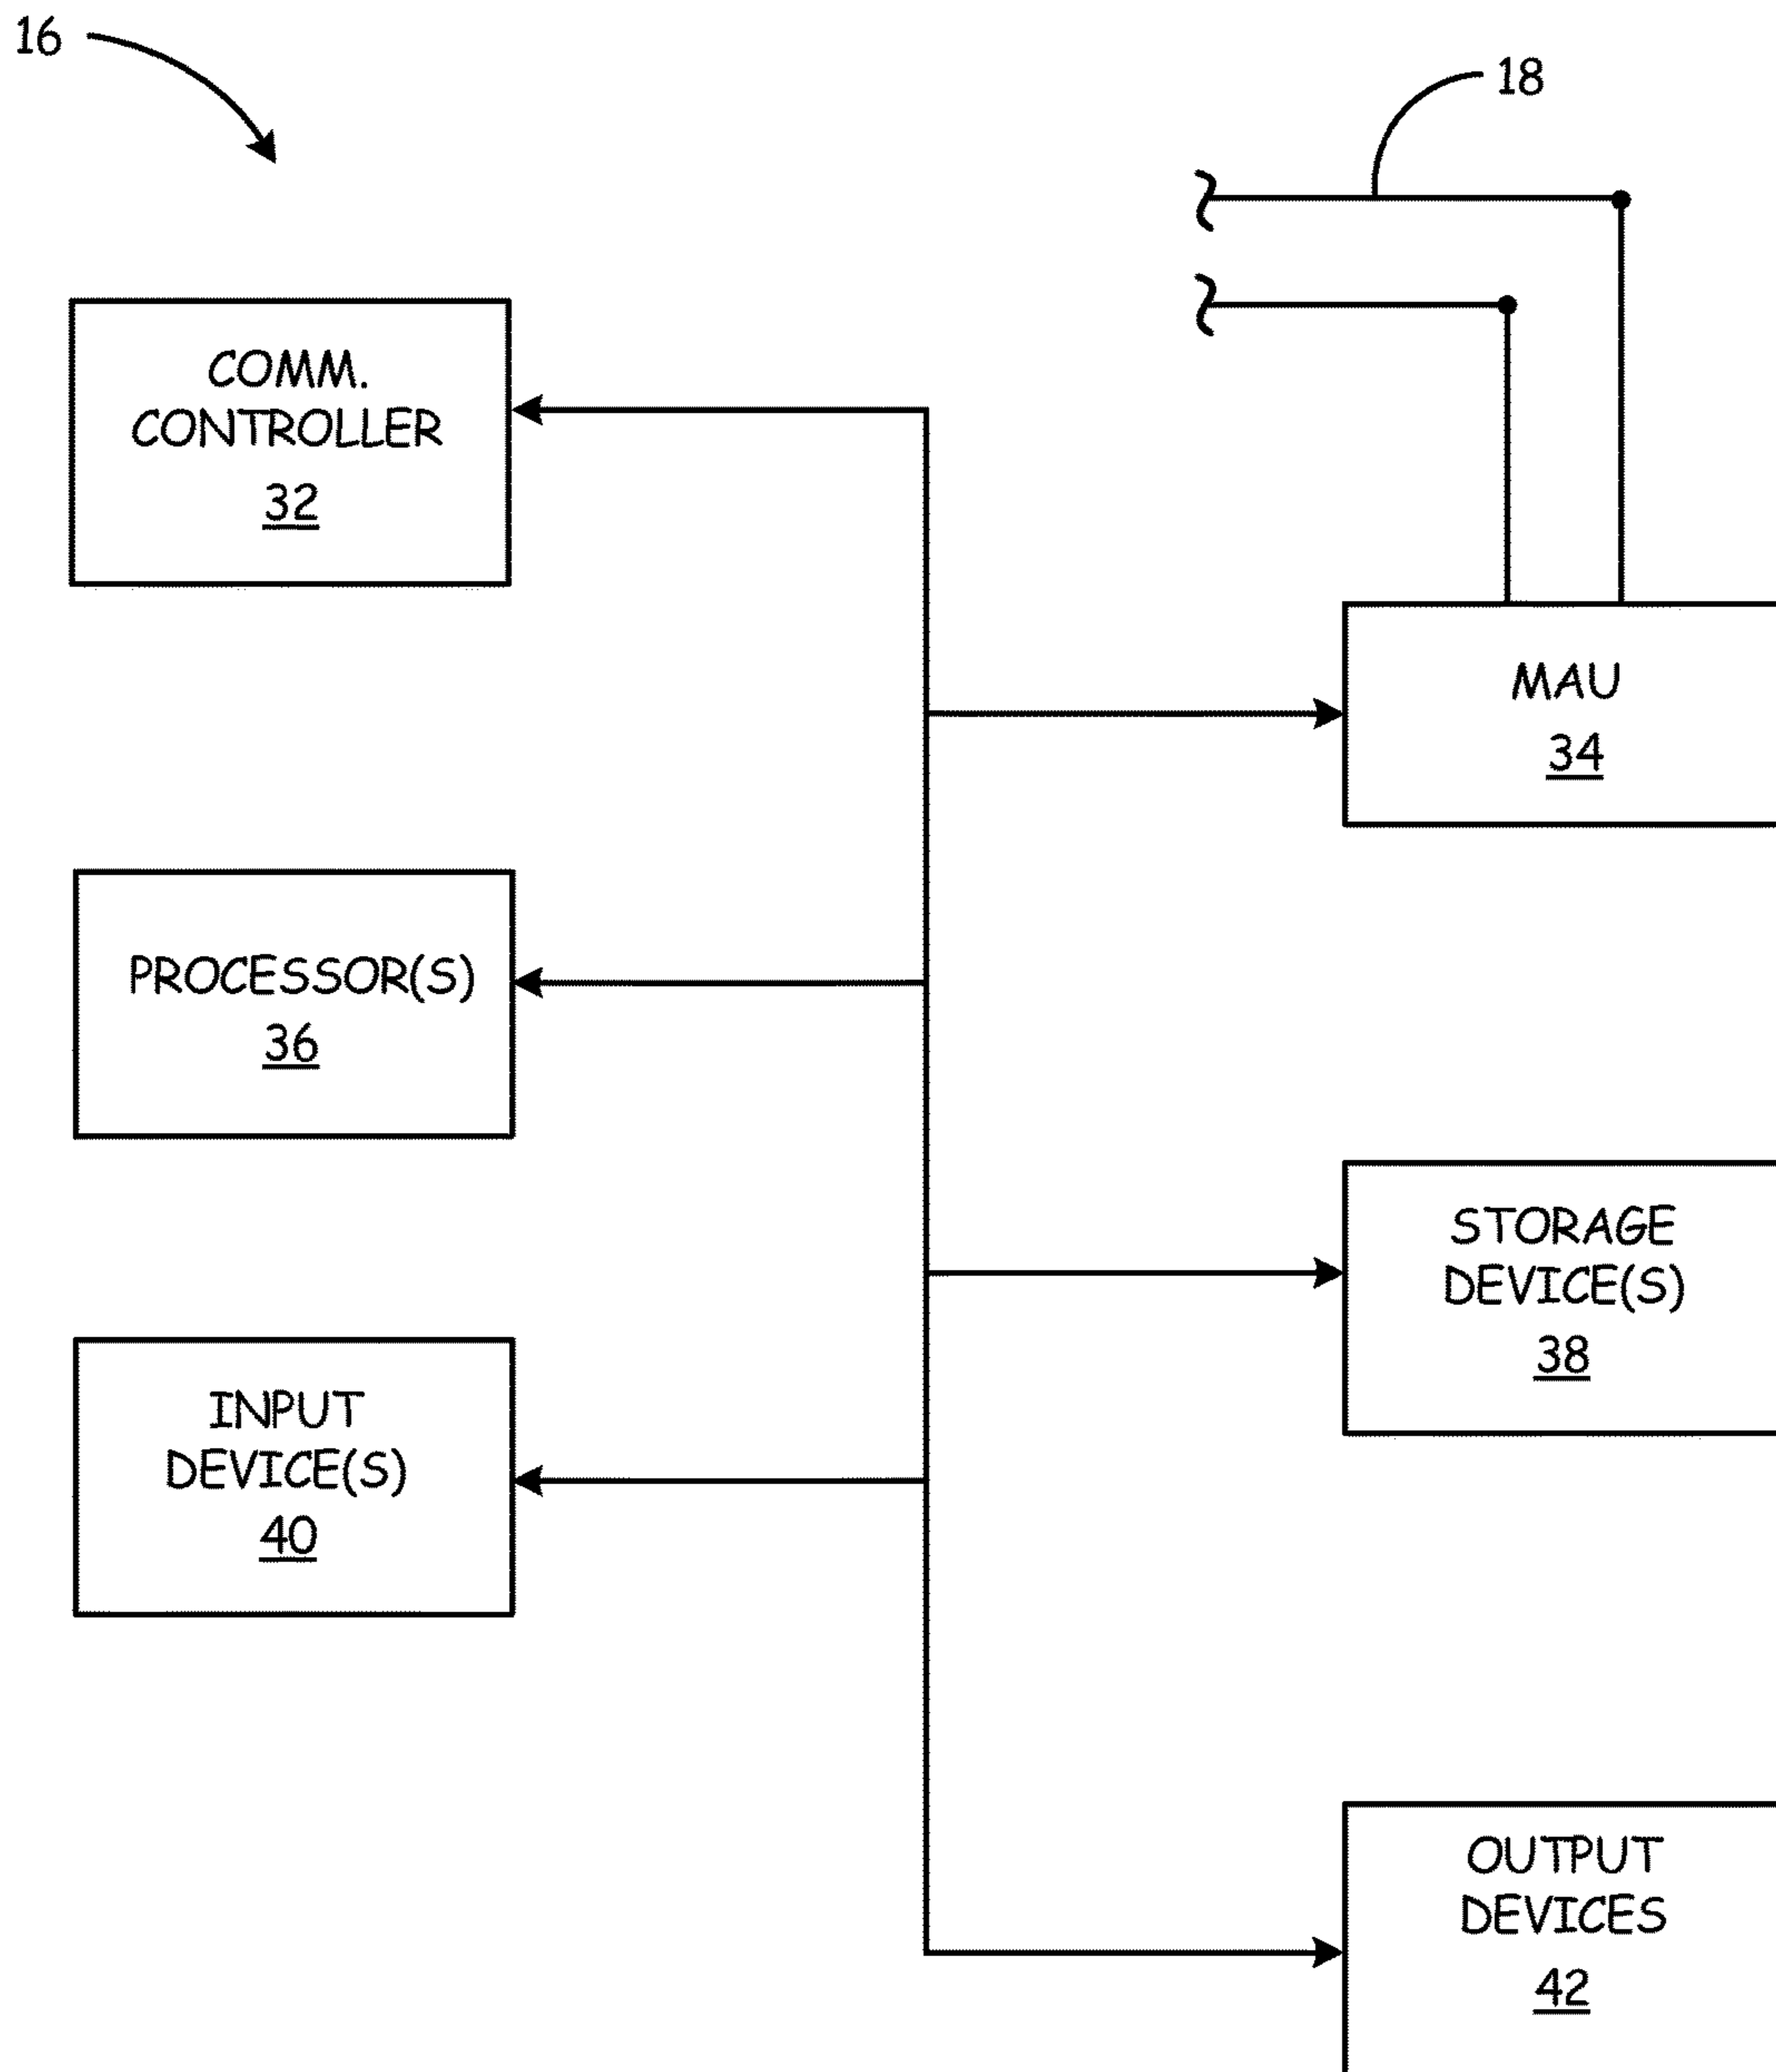 16
18
COMM.
CONTROLLER
32
MAU
34
PROCESSOR(S)
36
STORAGE
DEVICE(S)
38
INPUT
DEVICE(S)
40
OUTPUT
DEVICES
42